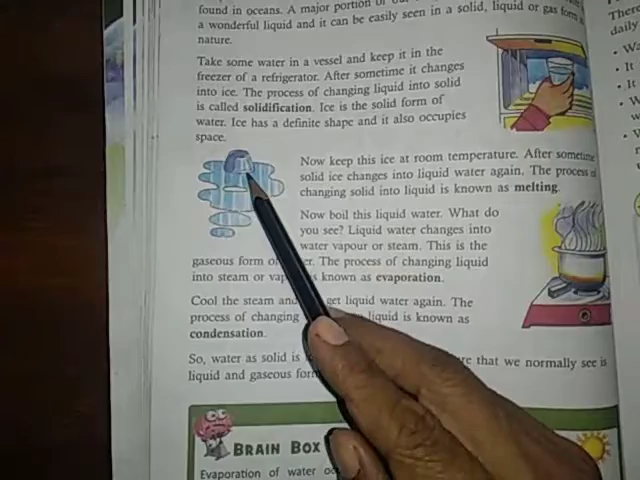 found in oceans. A major portion of our
a wonderful liquid and it can be easily seen in a solid, liquid or gas form
nature.
Take some water in a vessel and keep it in the
freezer of a refrigerator. After sometime it changes
into ice. The process of changing liquid into solid
is called solidification. Ice is the solid form of
water. Ice has a definite shape and it also occupies
space.
Now keep this ice at room temperature. After sometime
solid ice changes into liquid water again. The process of
changing solid into liquid is known as melting.
Now boil this liquid water. What do
you see? Liquid water changes into
water vapour or steam. This is the
gaseous form of The process of changing liquid
into steam or is known as evaporation.
Cool the steam and get liquid water again. The
process of changing liquid is known as
condensation.
So, water as solid is that we normally see is
liquid and gaseous
BRAIN BOX
Evaporation of water
There
daily
It
It